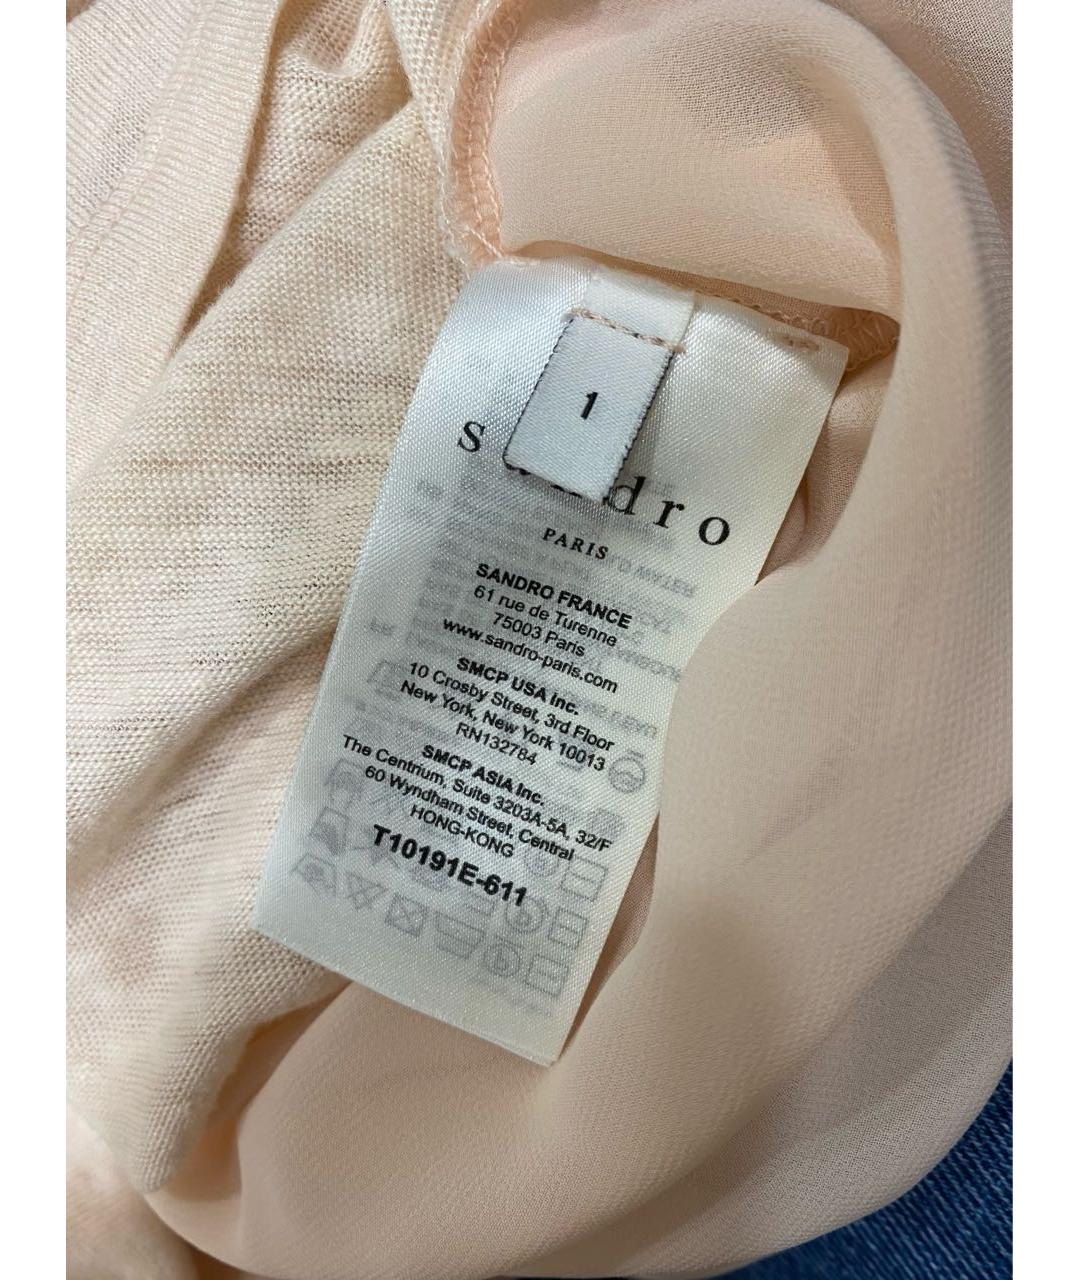 1
sandro
PARIS
SANDRO FRANCE
61 rue de Turenne
75003 Paris
www.sandro-paris.com
SMCP USA Inc.
10 Crosby Street, 3rd Floor
New York, New York 10013
RN132784
SMCP ASIA Inc.
The Centrium, Suite 3203A-5A, 32/F
60 Wyndham Street, Central
HONG-KONG
T10191E-611